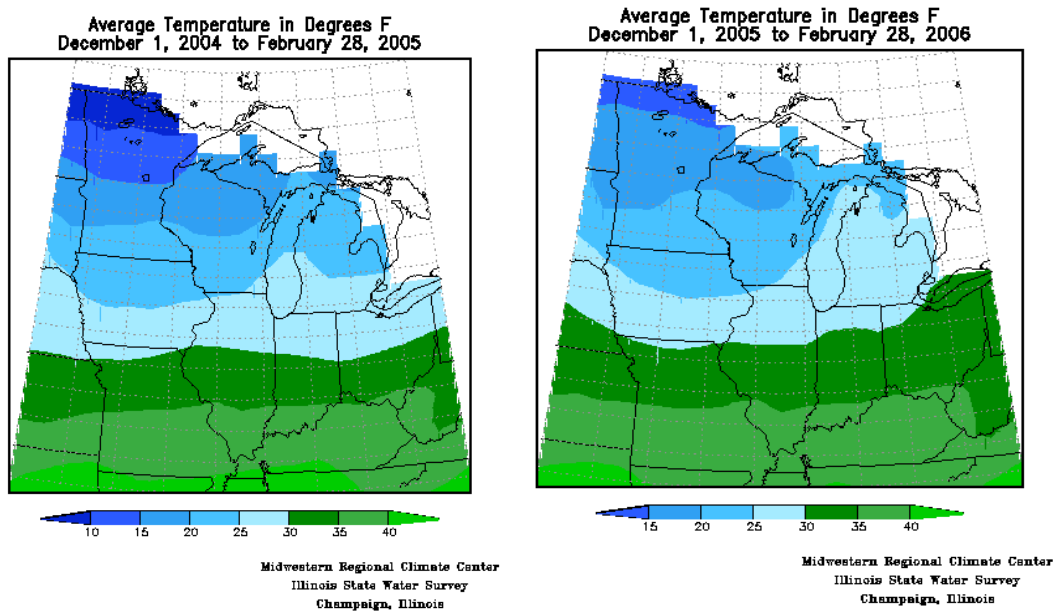 Average Temperature in Degrees F
December 1, 2004 to February 28, 2005
10 15 20 25 30 35 40
Midwestern Regional Climate Center
Illinois State Water Survey
Champaign, Illinois
Average Temperature in Degrees F
December 1, 2005 to February 28, 2006
15 20 25 30 35 40
Midwestern Regional Climate Center
Illinois State Water Survey
Champaign, Illinois